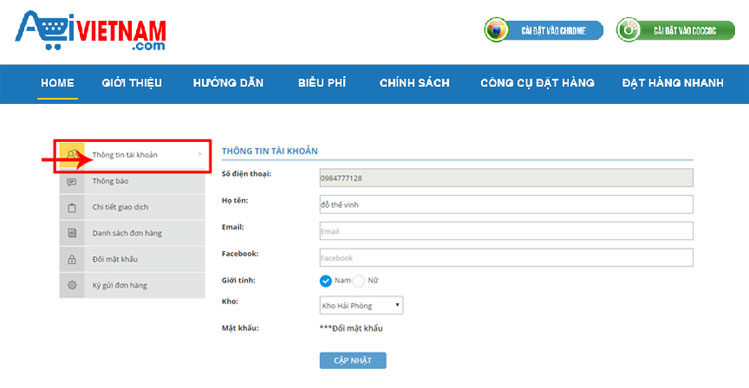 AliVIETNAM
.com
CÀI ĐẶT VÀO CHROME
CÀI ĐẶT VÀO COCCOC
HOME GIỚI THIỆU HƯỚNG DẪN BIỂU PHÍ CHÍNH SÁCH CÔNG CỤ ĐẶT HÀNG ĐẶT HÀNG NHANH
Thông tin tài khoản >
Thông báo
Chi tiết giao dịch
Danh sách đơn hàng
Đổi mật khẩu
Ký gửi đơn hàng
THÔNG TIN TÀI KHOẢN
Số điện thoại: 0984777128
Họ tên: đỗ thế vinh
Email: Email
Facebook: Facebook
Giới tính: Nam Nữ
Kho: Kho Hải Phòng
Mật khẩu: ***Đổi mật khẩu
CẬP NHẬT